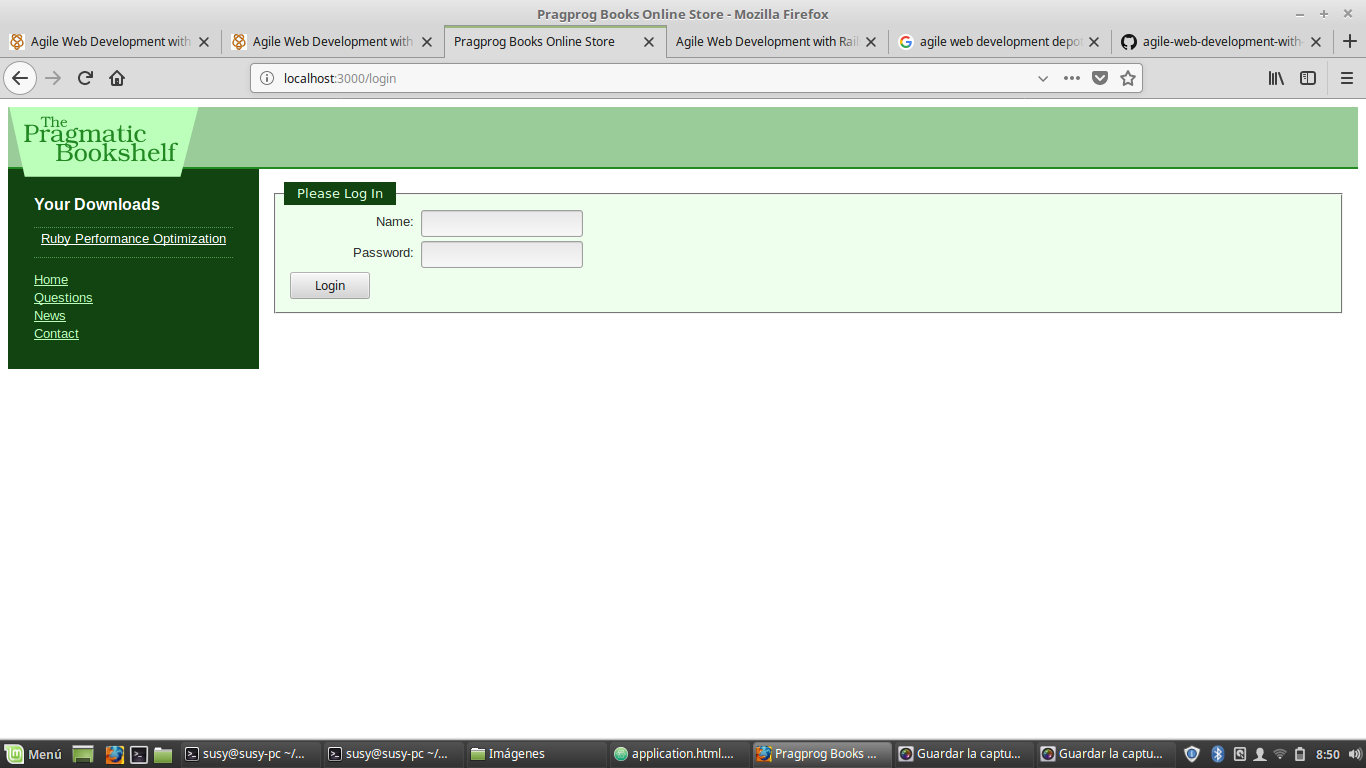 Pragprog Books Online Store - Mozilla Firefox
Agile Web Development with
Agile Web Development with
Pragprog Books Online Store
Agile Web Development with Rail
agile web development depot
agile-web-development-with-
localhost:3000/login
The
Pragmatic
Bookshelf
Your Downloads
Ruby Performance Optimization
Home
Questions
News
Contact
Please Log In
Name:
Password:
Login
Menú
susy@susy-pc ~/...
susy@susy-pc ~/...
Imágenes
application.html....
Pragprog Books ...
Guardar la captu...
Guardar la captu...
8:50